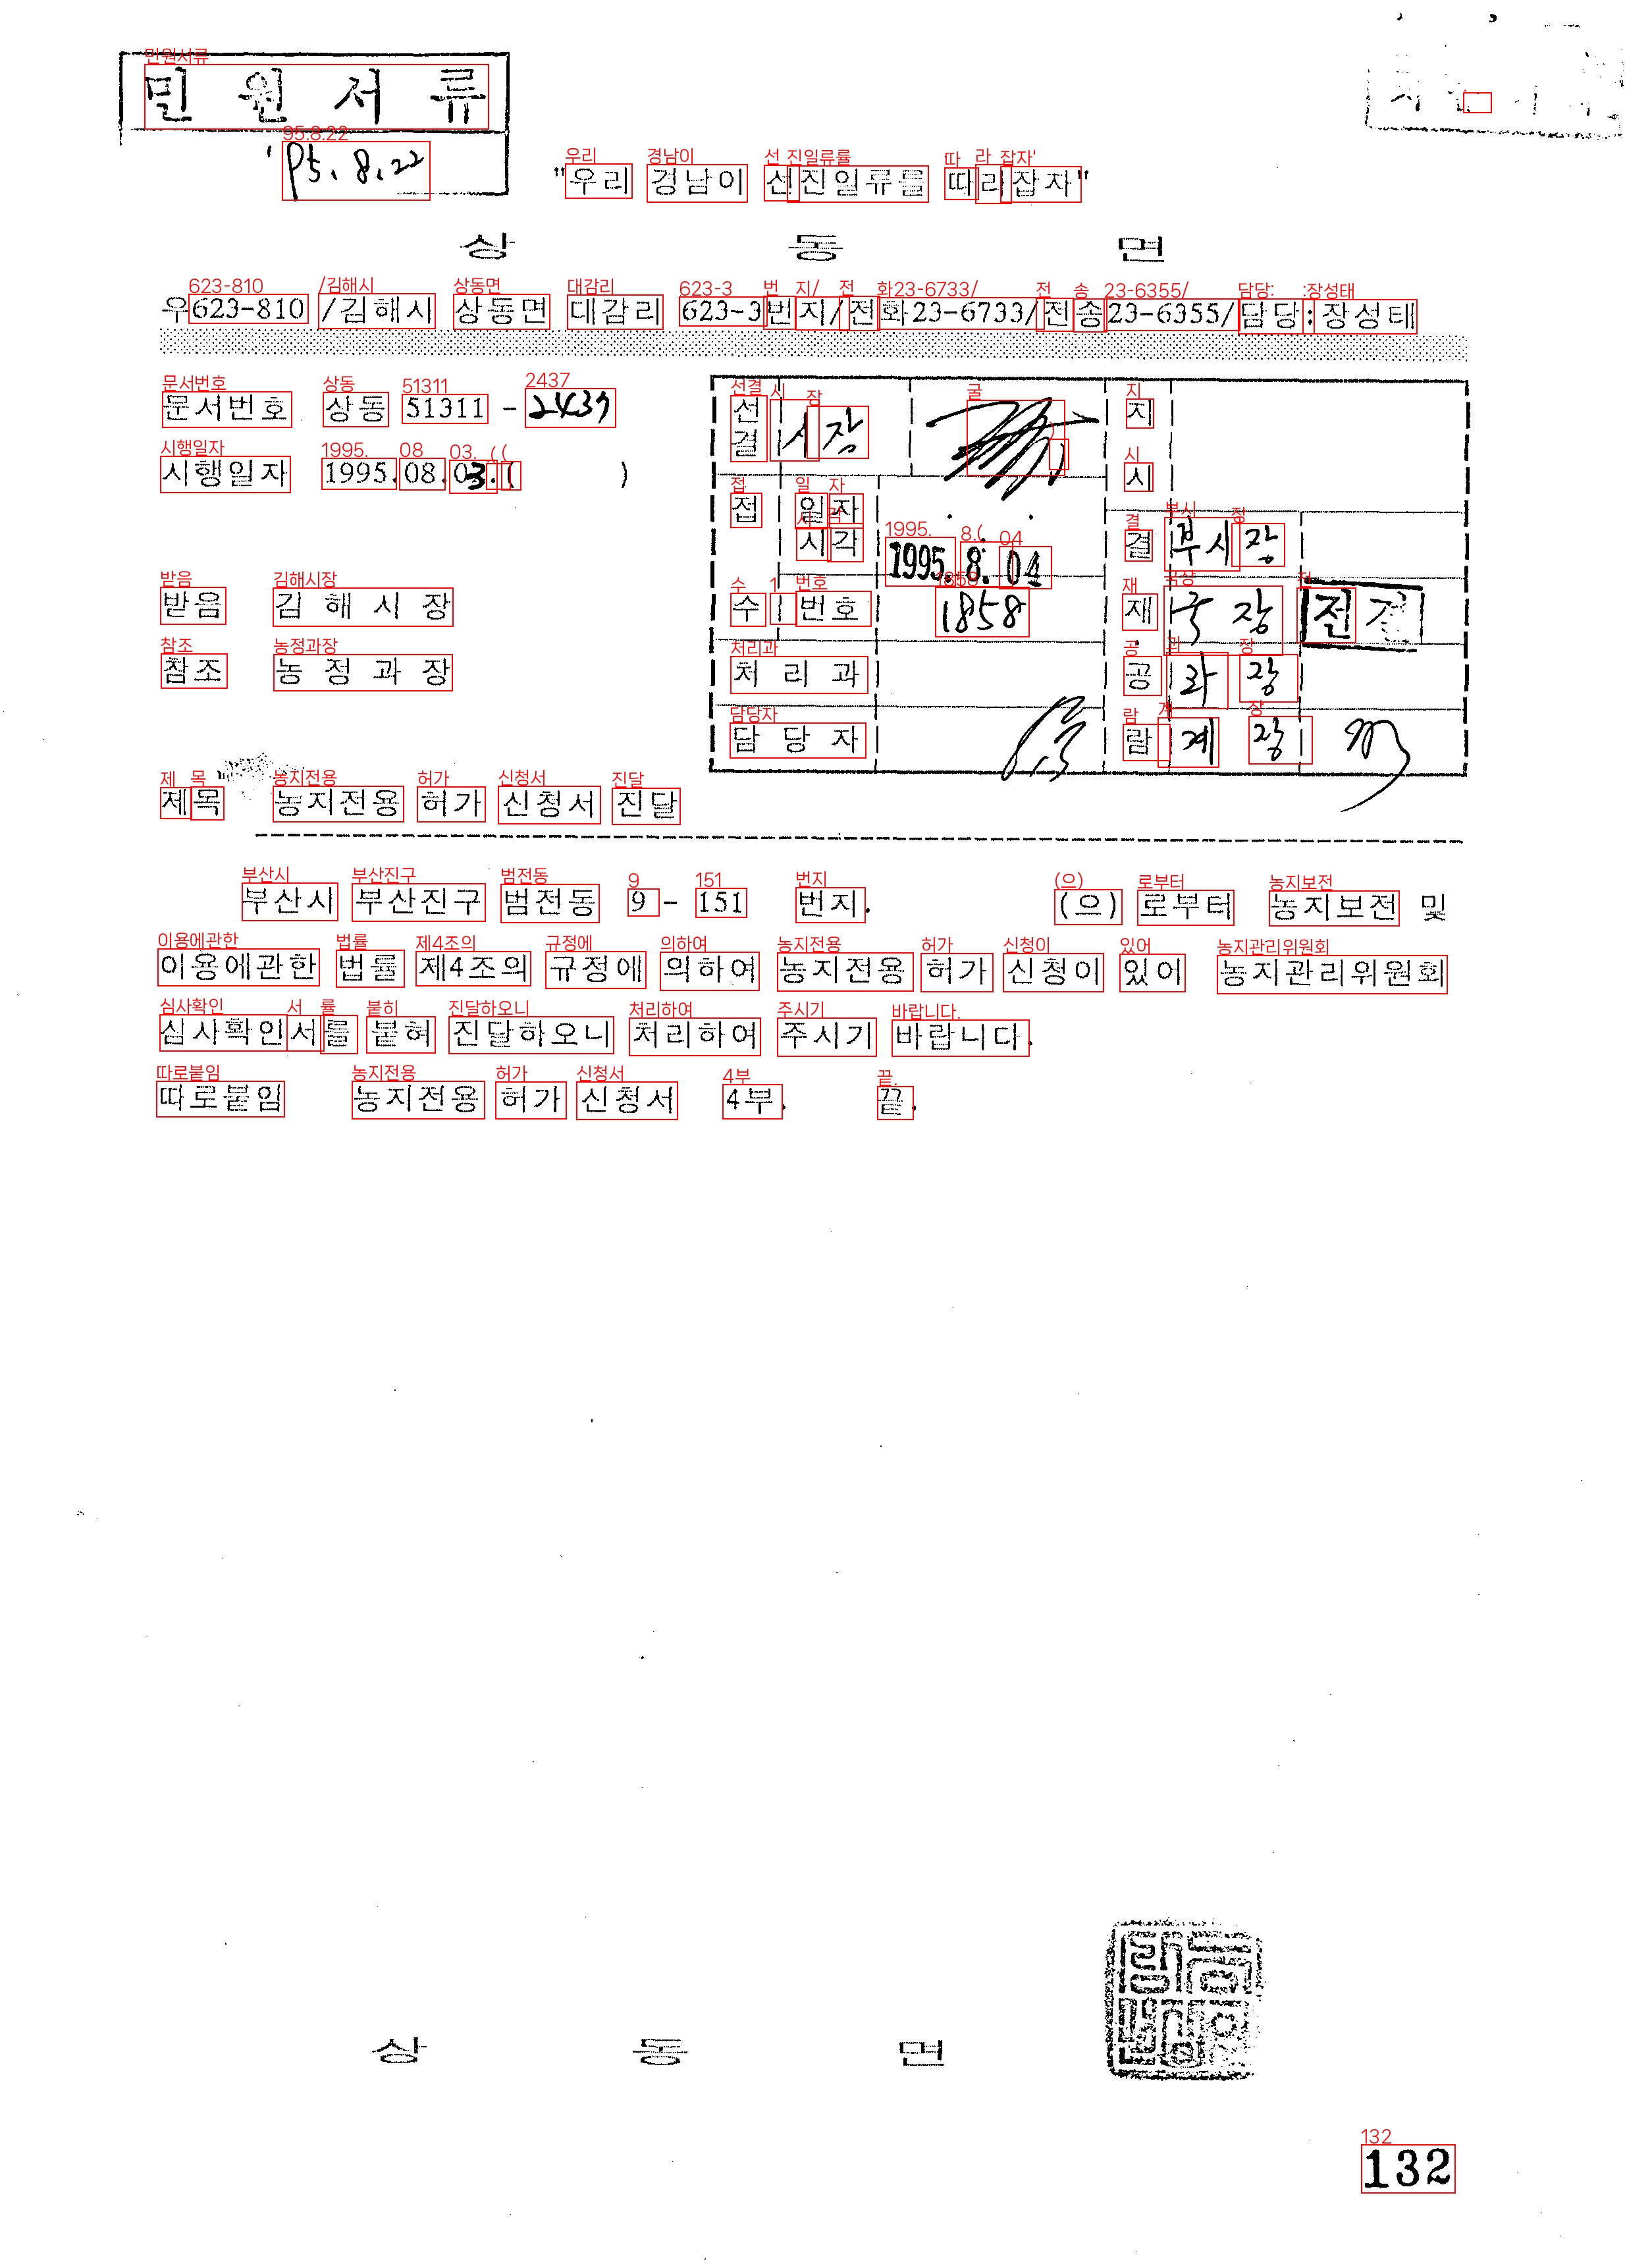 민 원 서 류
'95. 8. 22
"우리 경남이 선진일류를 따라잡자"
상 동 면
우623-810 /김해시 상동면 대감리 623-3번지/전화23-6733/전송23-6355/담당:장성태
문서번호 상동 51311 - 2437
시행일자 1995.08.03.( )
받음 김 해 시 장
참조 농 정 과 장
제목 농지전용 허가 신청서 진달
선결 시장 지시
접수 일자 시각 1995. 8. 04
번호 1858
처 리 과
담 당 자
결재 공람
부시장
국장 전결
과장
계장
부산시 부산진구 범전동 9 - 151 번지. (으) 로부터 농지보전 및
이용에관한 법률 제4조의 규정에 의하여 농지전용 허가 신청이 있어 농지관리위원회
심사확인서를 붙혀 진달하오니 처리하여 주시기 바랍니다.
따로붙임 농지전용 허가 신청서 4부. 끝.
상 동 면
132